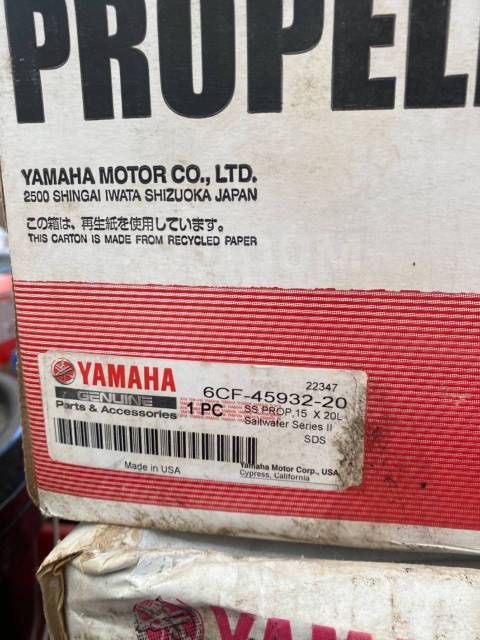 PROPEL
YAMAHA MOTOR CO., LTD.
2500 SHINGAI IWATA SHIZUOKA JAPAN
この箱は、再生紙を使用しています。
THIS CARTON IS MADE FROM RECYCLED PAPER
YAMAHA
22347
GENUINE
6CF-45932-20
Parts & Accessories
1 PC
SS PROP,15 X 20L
Saltwater Series II
SDS
Made in USA
Yamaha Motor Corp., USA
Cypress, California
YAMA